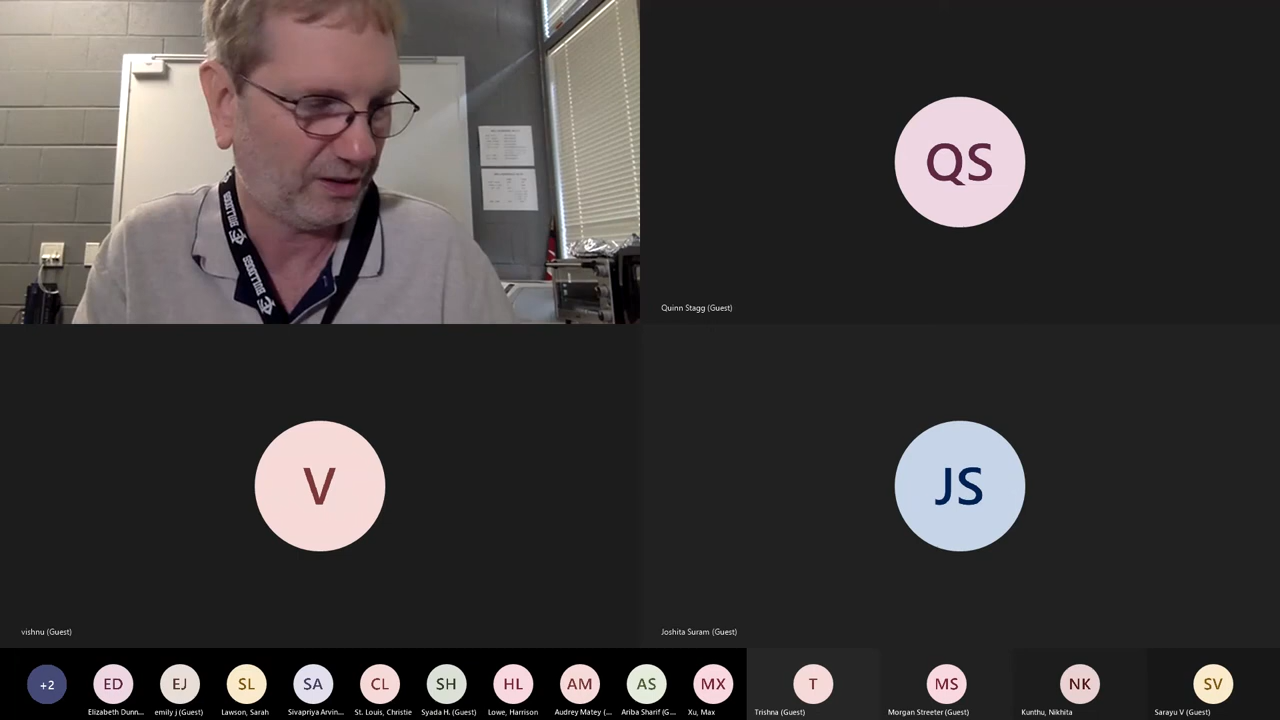 BULLDOGS
BULLDOGS
QS
Quinn Stagg (Guest)
V
vishnu (Guest)
JS
Joshita Suram (Guest)
+2
ED
EJ
SL
SA
CL
SH
HL
AM
AS
MX
T
MS
NK
SV
Elizabeth Dunn...
emily j (Guest)
Lawson, Sarah
Sivapriya Arvin...
St. Louis, Christie
Syada H. (Guest)
Lowe, Harrison
Audrey Matey (...
Ariba Sharif (G...
Xu, Max
Trishna (Guest)
Morgan Streeter (Guest)
Kunthu, Nikhita
Sarayu V (Guest)